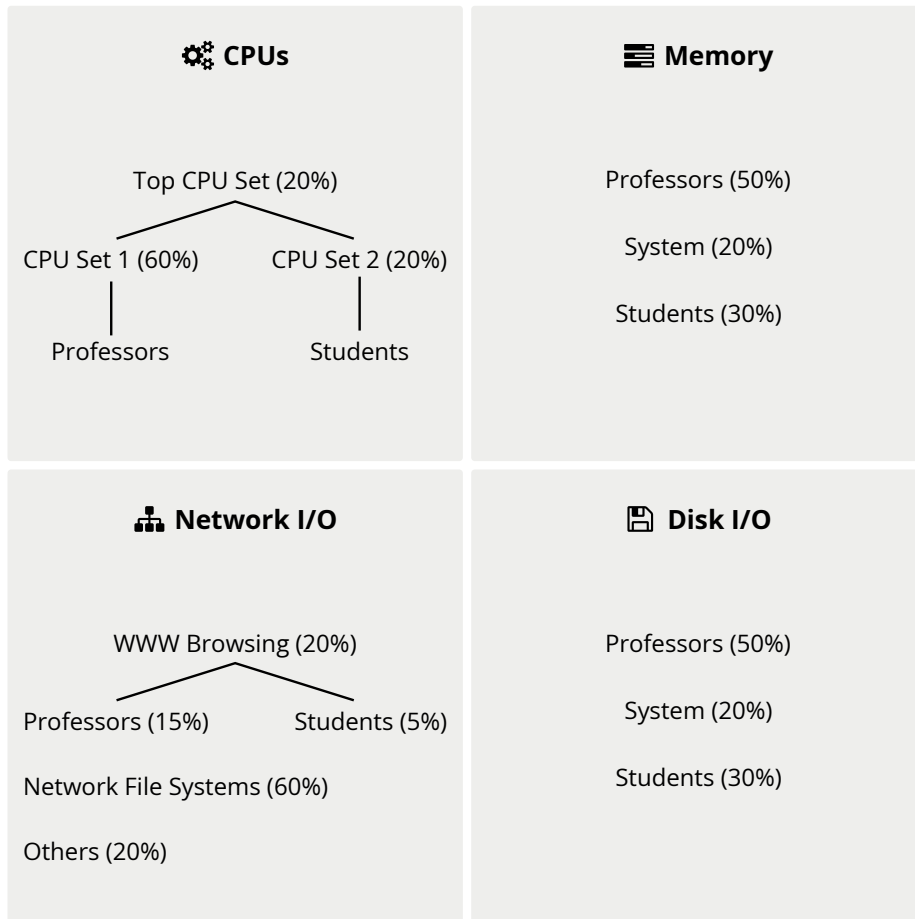 CPUs
Top CPU Set (20%)
CPU Set 1 (60%)
CPU Set 2 (20%)
Professors
Students
Memory
Professors (50%)
System (20%)
Students (30%)
Network I/O
WWW Browsing (20%)
Professors (15%)
Students (5%)
Network File Systems (60%)
Others (20%)
Disk I/O
Professors (50%)
System (20%)
Students (30%)